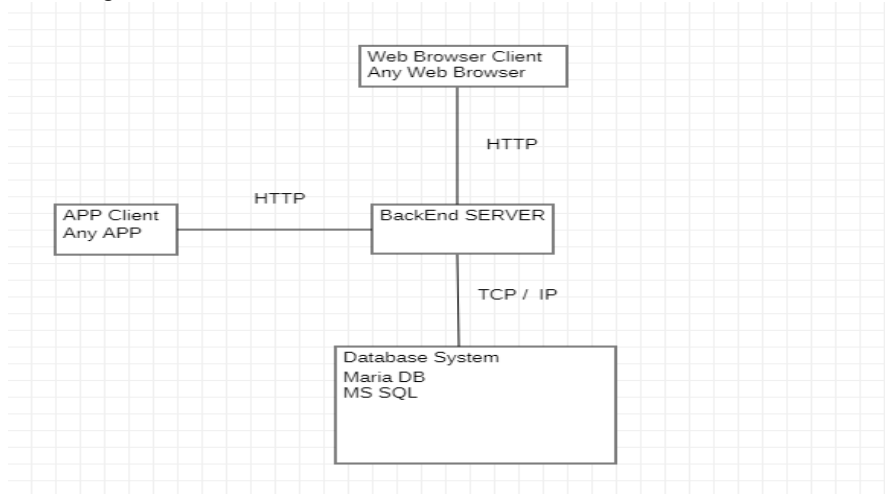 Web Browser Client
Any Web Browser
HTTP
HTTP
APP Client
Any APP
BackEnd SERVER
TCP / IP
Database System
Maria DB
MS SQL